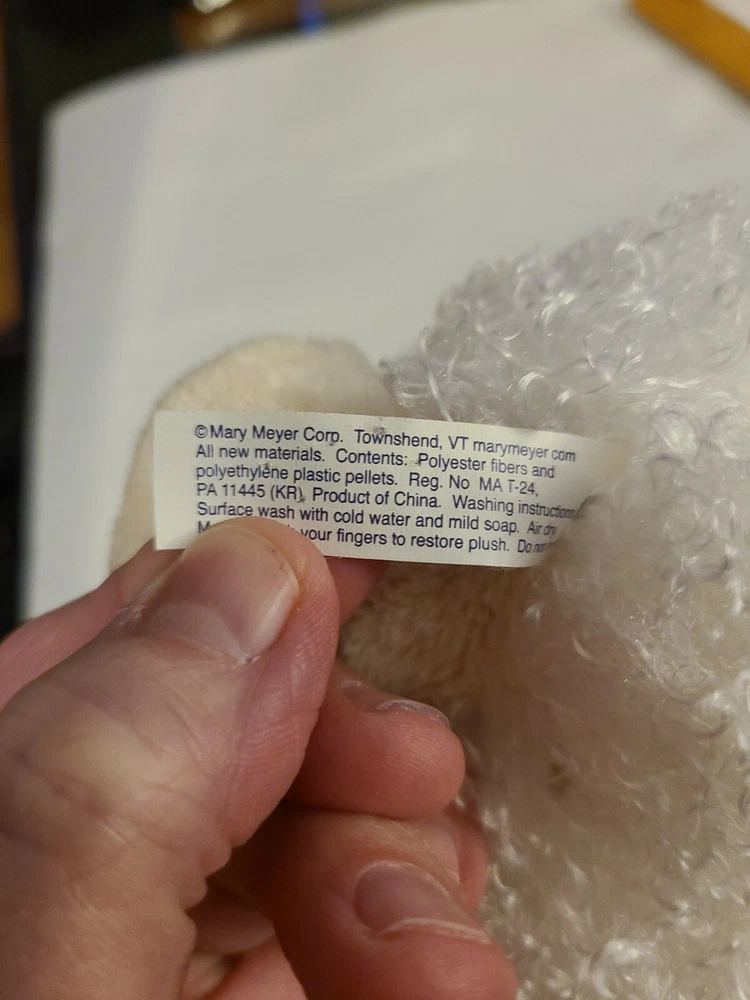 ©Mary Meyer Corp. Townshend, VT marymeyer com
All new materials. Contents: Polyester fibers and
polyethylene plastic pellets. Reg. No MA T-24,
PA 11445 (KR), Product of China. Washing instructions
Surface wash with cold water and mild soap. Air dry
your fingers to restore plush. Do not